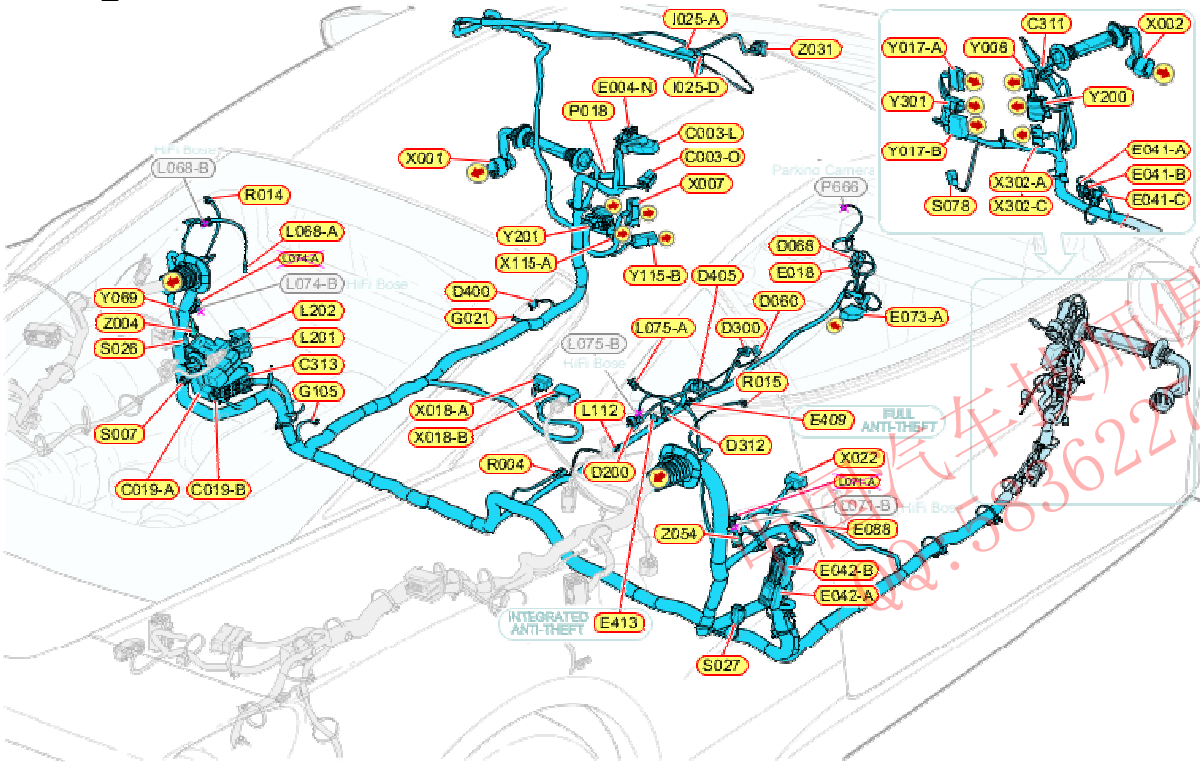 I025-A
Z031
E004-N
I025-D
P018
C003-L
X001
C003-O
X007
HiFi Bose
L068-B
R014
L068-A
L074-A
Y201
X115-A
Y115-B
Parking Camera
P666
D068
E018
E073-A
Y069
L074-B HiFi Bose
Z004
L202
S026
L201
C313
G105
S007
C019-A
C019-B
D400
G021
D405
D060
D300
L075-A
L075-B
HiFi Bose
R015
X018-A
X018-B
L112
E409
FULL
ANTI-THEFT
D312
D200
R004
X022
L071-A
L071-B HiFi Bose
Z054
E088
E042-B
E042-A
INTEGRATED
ANTI-THEFT
E413
S027
C311
X002
Y017-A
Y006
Y301
Y200
Y017-B
E041-A
X302-A
E041-B
S078
X302-C
E041-C